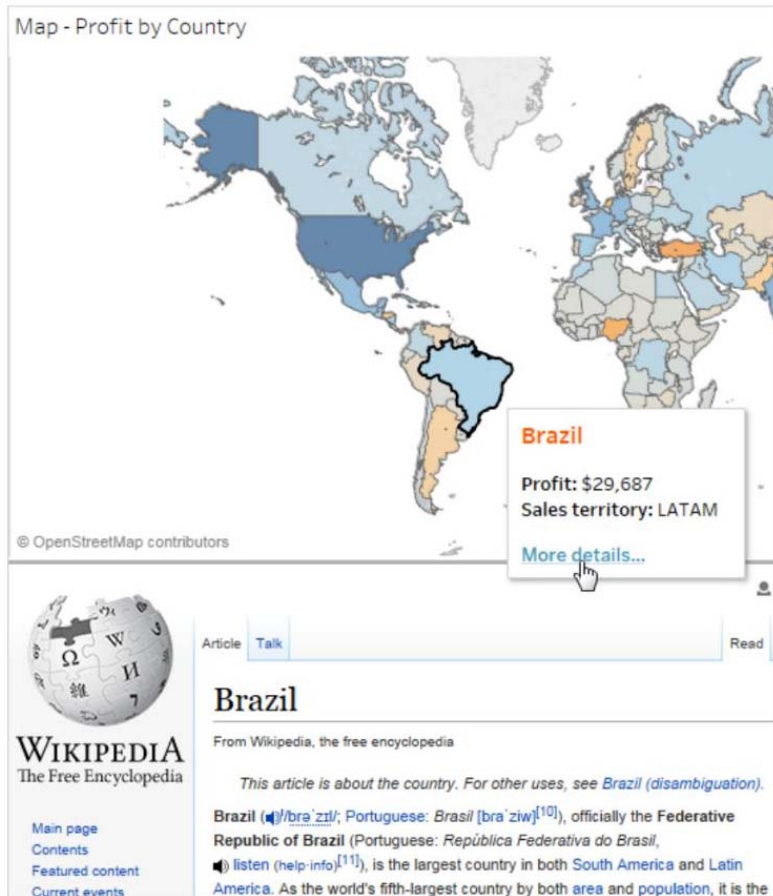 Map - Profit by Country
Brazil
Profit: $29,687
Sales territory: LATAM
More details...
© OpenStreetMap contributors
Ω
W
И
WIKIPEDIA
The Free Encyclopedia
Main page
Contents
Featured content
Current events
Article Talk Read
Brazil
From Wikipedia, the free encyclopedia
This article is about the country. For other uses, see Brazil (disambiguation).
Brazil (/brəˈzɪl/; Portuguese: Brasil [bɾaˈziw][10]), officially the Federative
Republic of Brazil (Portuguese: República Federativa do Brasil,
listen (help·info)[11]), is the largest country in both South America and Latin
America. As the world's fifth-largest country by both area and population, it is the